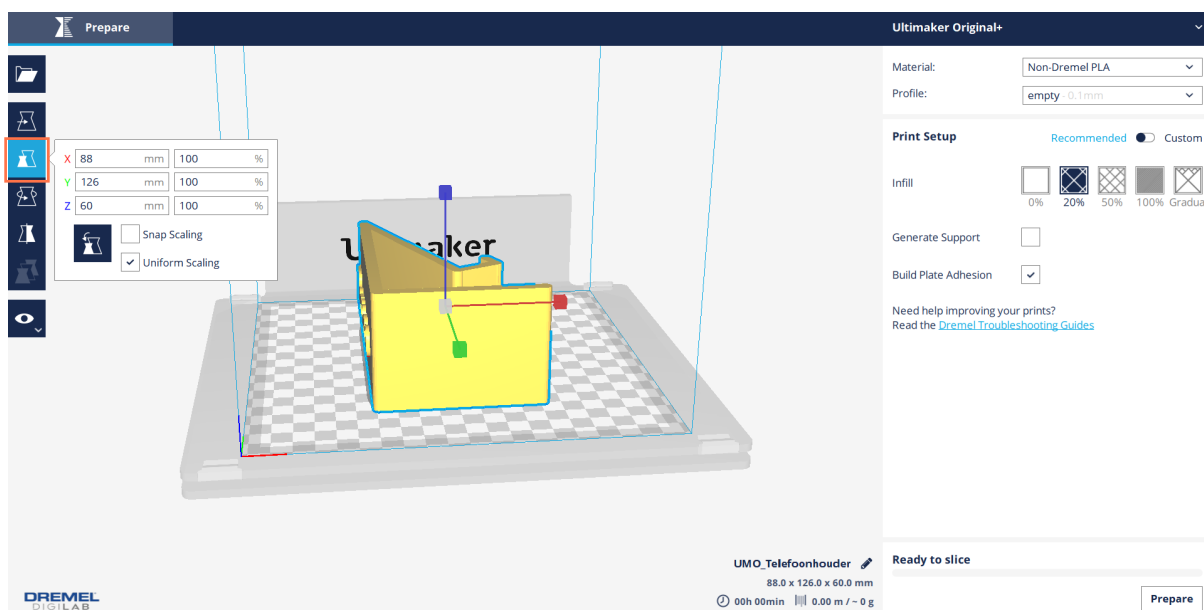 Prepare
Ultimaker Original+
Material:
Non-Dremel PLA
Profile:
empty - 0.1mm
Print Setup
Recommended
Custom
X 88 mm 100 %
Y 126 mm 100 %
Z 60 mm 100 %
Snap Scaling
Uniform Scaling
Infill
0% 20% 50% 100% Gradua
Generate Support
Build Plate Adhesion
Need help improving your prints?
Read the Dremel Troubleshooting Guides
UMO_Telefoonhouder
88.0 x 126.0 x 60.0 mm
00h 00min 0.00 m / ~ 0 g
Ready to slice
Prepare
DREMEL
DIGILAB